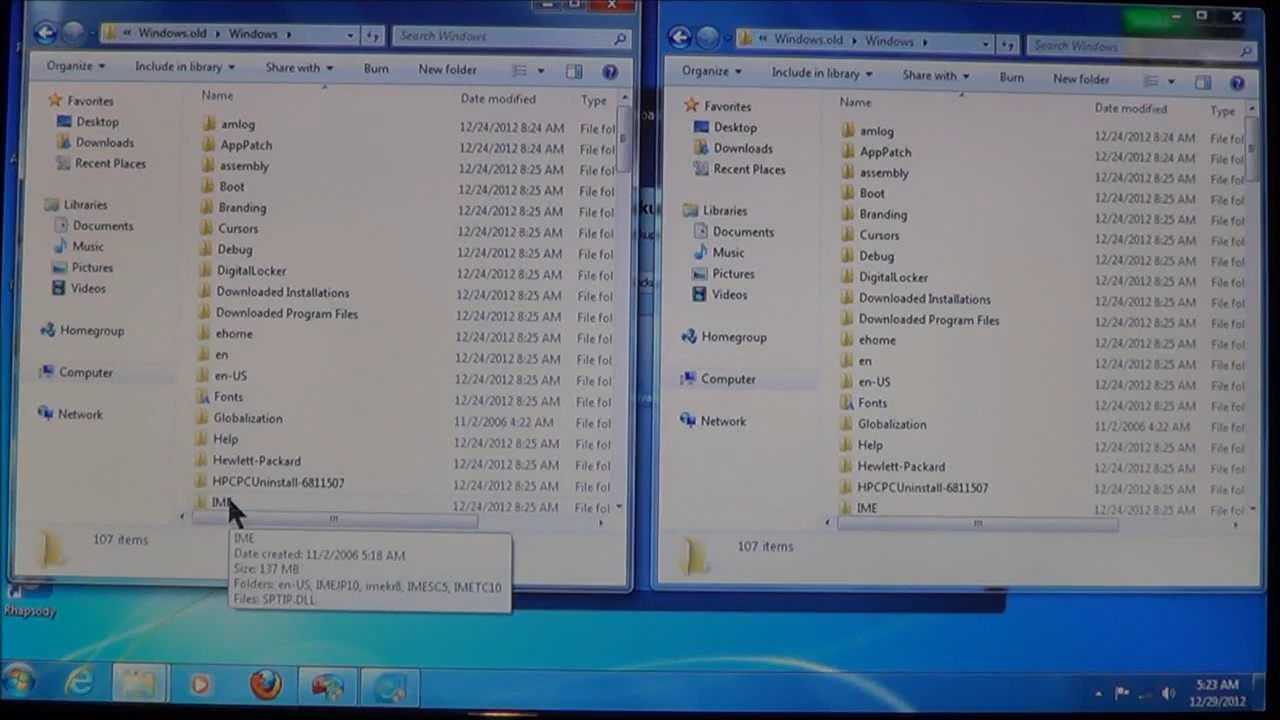 « Windows.old Windows
Search Windows
Organize Include in library Share with Burn New folder
Name Date modified Type
Favorites
Desktop
Downloads
Recent Places
Libraries
Documents
Music
Pictures
Videos
Homegroup
Computer
Network
amlog 12/24/2012 8:24 AM File fol
AppPatch 12/24/2012 8:24 AM File fol
assembly 12/24/2012 8:25 AM File fol
Boot 12/24/2012 8:25 AM File fol
Branding 12/24/2012 8:25 AM File fol
Cursors 12/24/2012 8:25 AM File fol
Debug 12/24/2012 8:25 AM File fol
DigitalLocker 12/24/2012 8:25 AM File fol
Downloaded Installations 12/24/2012 8:25 AM File fol
Downloaded Program Files 12/24/2012 8:25 AM File fol
ehome 12/24/2012 8:25 AM File fol
en 12/24/2012 8:25 AM File fol
en-US 12/24/2012 8:25 AM File fol
Fonts 12/24/2012 8:25 AM File fol
Globalization 11/2/2006 4:22 AM File fol
Help 12/24/2012 8:25 AM File fol
Hewlett-Packard 12/24/2012 8:25 AM File fol
HPCPCUninstall-6811507 12/24/2012 8:25 AM File fol
IME 12/24/2012 8:25 AM File fol
107 items
IME
Date created: 11/2/2006 5:18 AM
Size: 137 MB
Folders: en-US, IMEJP10, imekr8, IMESC5, IMETC10
Files: SPTIP.DLL
« Windows.old Windows
Search Windows
Organize Include in library Share with Burn New folder
Name Date modified Type
Favorites
Desktop
Downloads
Recent Places
Libraries
Documents
Music
Pictures
Videos
Homegroup
Computer
Network
amlog 12/24/2012 8:24 AM File fol
AppPatch 12/24/2012 8:24 AM File fol
assembly 12/24/2012 8:25 AM File fol
Boot 12/24/2012 8:25 AM File fol
Branding 12/24/2012 8:25 AM File fol
Cursors 12/24/2012 8:25 AM File fol
Debug 12/24/2012 8:25 AM File fol
DigitalLocker 12/24/2012 8:25 AM File fol
Downloaded Installations 12/24/2012 8:25 AM File fol
Downloaded Program Files 12/24/2012 8:25 AM File fol
ehome 12/24/2012 8:25 AM File fol
en 12/24/2012 8:25 AM File fol
en-US 12/24/2012 8:25 AM File fol
Fonts 12/24/2012 8:25 AM File fol
Globalization 11/2/2006 4:22 AM File fol
Help 12/24/2012 8:25 AM File fol
Hewlett-Packard 12/24/2012 8:25 AM File fol
HPCPCUninstall-6811507 12/24/2012 8:25 AM File fol
IME 12/24/2012 8:25 AM File fol
107 items
Rhapsody
5:23 AM
12/29/2012